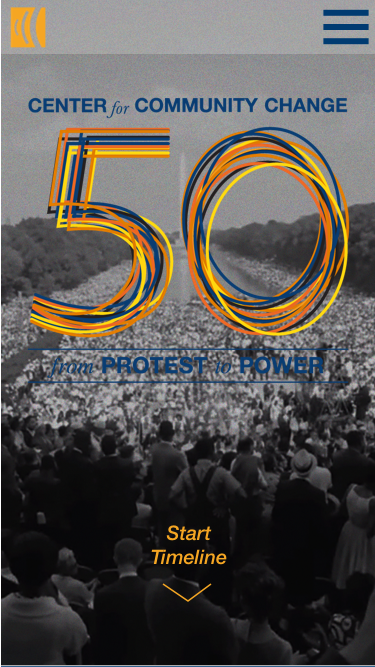 CENTER for COMMUNITY CHANGE
50
from PROTEST to POWER
Start
Timeline